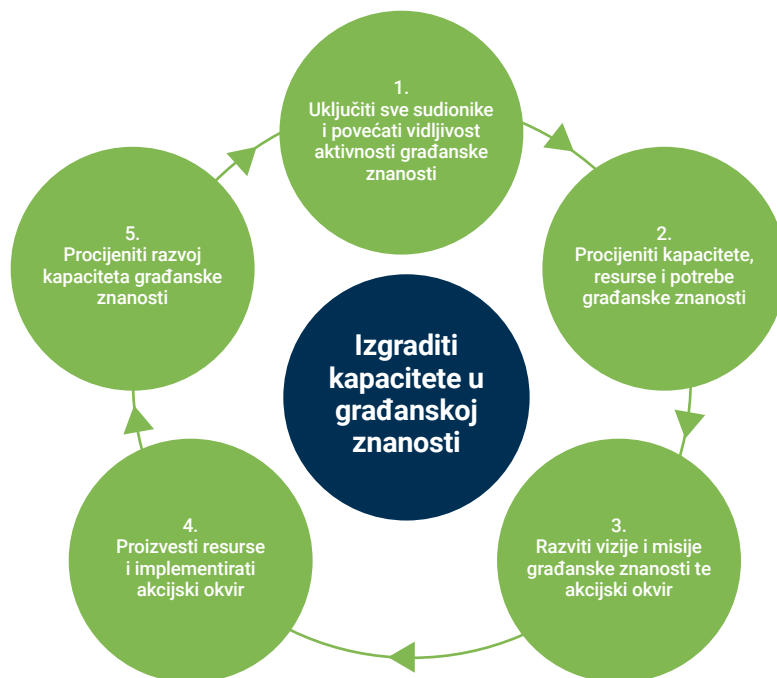 1.
Uključiti sve sudionike
i povećati vidljivost
aktivnosti građanske
znanosti
2.
Procijeniti kapacitete,
resurse i potrebe
građanske znanosti
3.
Razviti vizije i misije
građanske znanosti te
akcijski okvir
4.
Proizvesti resurse
i implementirati
akcijski okvir
5.
Procijeniti razvoj
kapaciteta građanske
znanosti
Izgraditi
kapacitete u
građanskoj
znanosti